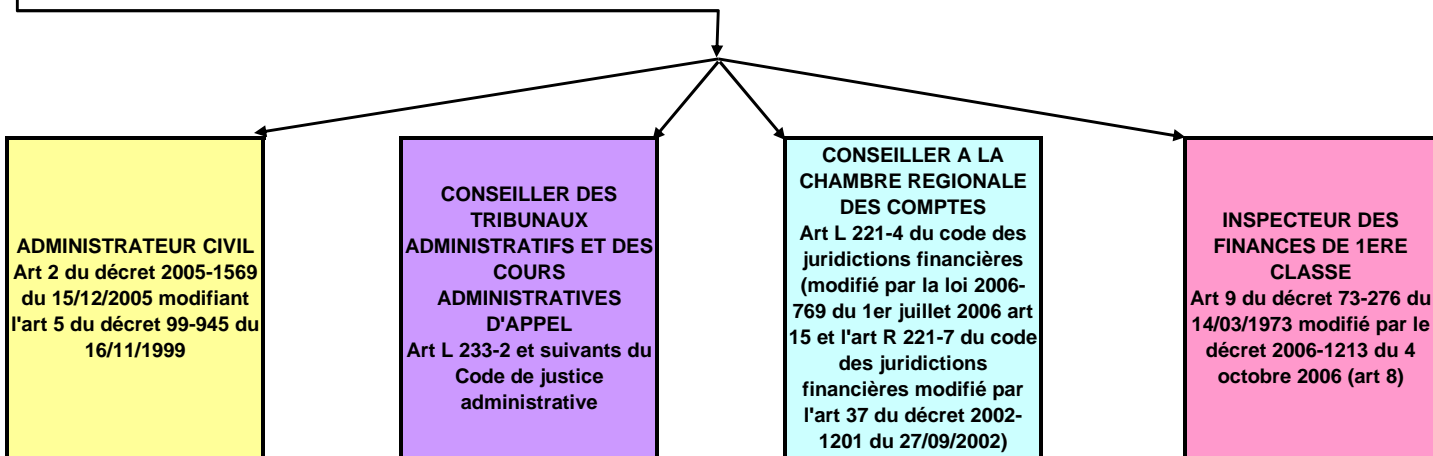 ADMINISTRATEUR CIVIL
Art 2 du décret 2005-1569
du 15/12/2005 modifiant
l'art 5 du décret 99-945 du
16/11/1999
CONSEILLER DES
TRIBUNAUX
ADMINISTRATIFS ET DES
COURS
ADMINISTRATIVES
D'APPEL
Art L 233-2 et suivants du
Code de justice
administrative
CONSEILLER A LA
CHAMBRE REGIONALE
DES COMPTES
Art L 221-4 du code des
juridictions financières
(modifié par la loi 2006-
769 du 1er juillet 2006 art
15 et l'art R 221-7 du code
des juridictions
financières modifié par
l'art 37 du décret 2002-
1201 du 27/09/2002)
INSPECTEUR DES
FINANCES DE 1ERE
CLASSE
Art 9 du décret 73-276 du
14/03/1973 modifié par le
décret 2006-1213 du 4
octobre 2006 (art 8)